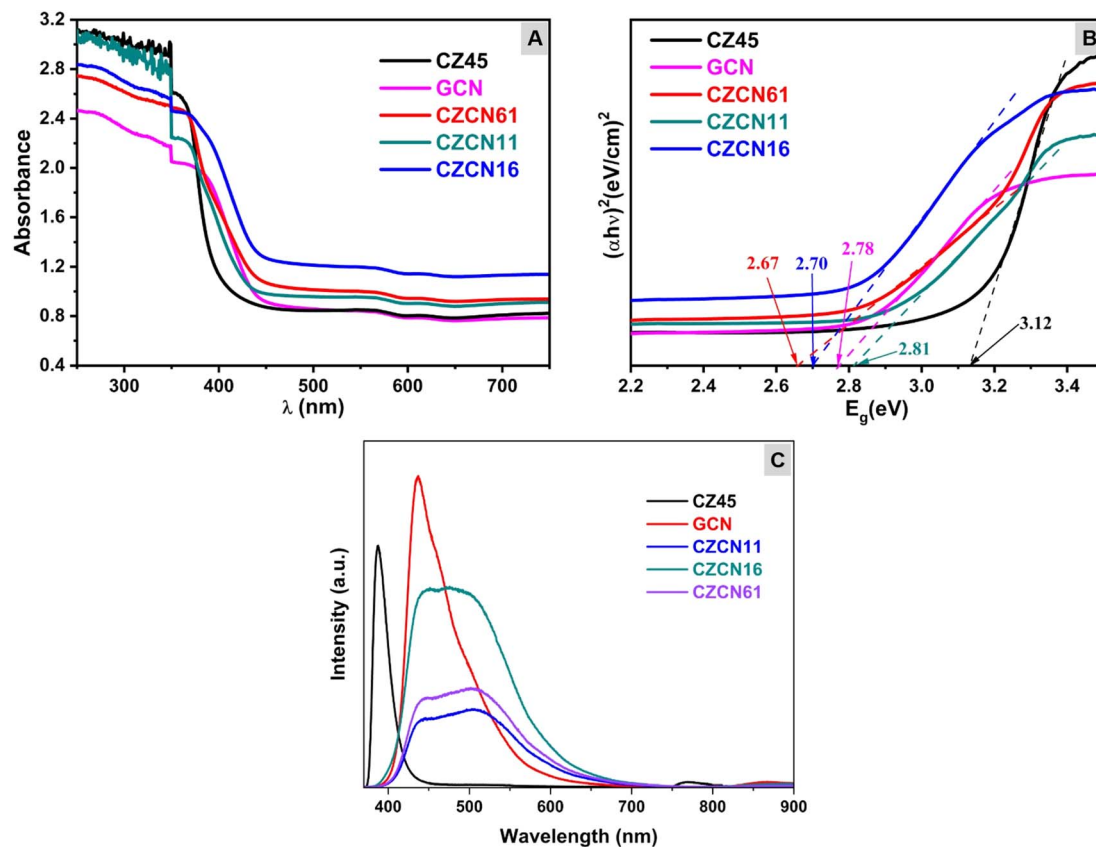 A
3.2
2.8
2.4
2.0
1.6
1.2
0.8
0.4
Absorbance
CZ45
GCN
CZCN61
CZCN11
CZCN16
300 400 500 600 700
λ (nm)
B
(αhν)²(eV/cm)²
CZ45
GCN
CZCN61
CZCN11
CZCN16
2.67
2.70
2.78
2.81
3.12
2.2 2.4 2.6 2.8 3.0 3.2 3.4
Eg(eV)
C
Intensity (a.u.)
CZ45
GCN
CZCN11
CZCN16
CZCN61
400 500 600 700 800 900
Wavelength (nm)